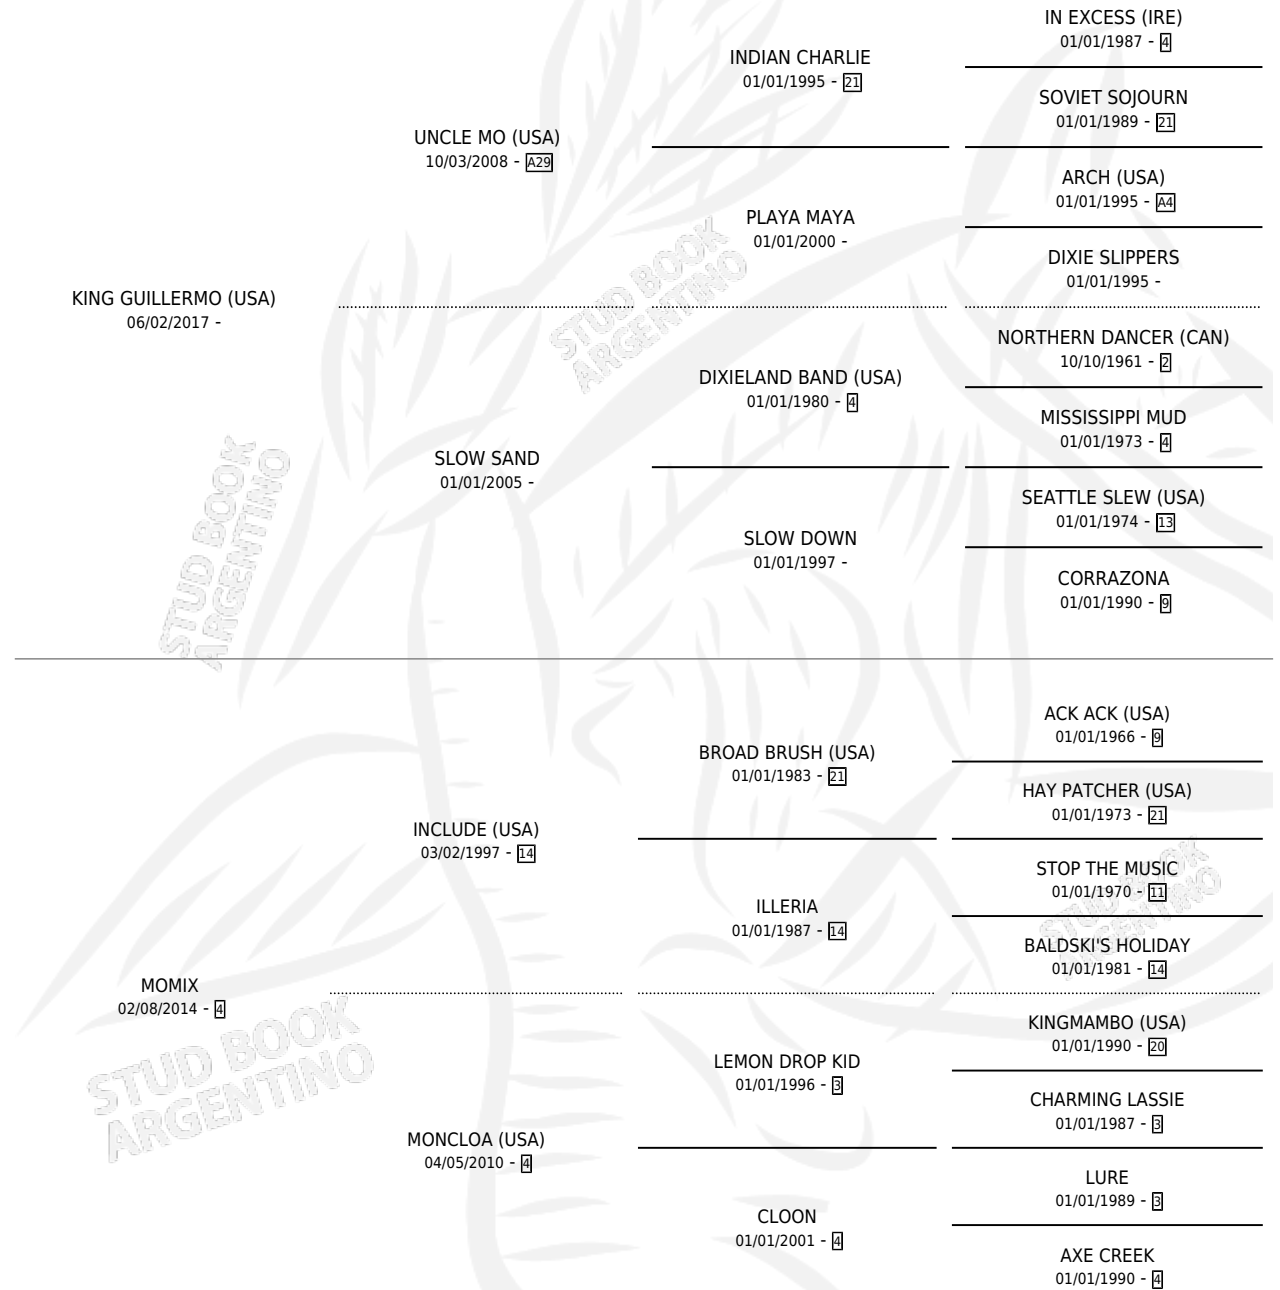 IN EXCESS (IRE)
01/01/1987 - 4
INDIAN CHARLIE
01/01/1995 - 21
SOVIET SOJOURN
01/01/1989 - 21
UNCLE MO (USA)
10/03/2008 - A29
ARCH (USA)
01/01/1995 - A4
PLAYA MAYA
01/01/2000 -
DIXIE SLIPPERS
01/01/1995 -
KING GUILLERMO (USA)
06/02/2017 -
NORTHERN DANCER (CAN)
10/10/1961 - 2
DIXIELAND BAND (USA)
01/01/1980 - 4
MISSISSIPPI MUD
01/01/1973 - 4
SLOW SAND
01/01/2005 -
SEATTLE SLEW (USA)
01/01/1974 - 13
SLOW DOWN
01/01/1997 -
CORRAZONA
01/01/1990 - 9
STUD BOOK
ARGENTINO
STUD BOOK
ARGENTINO
ACK ACK (USA)
01/01/1966 - 9
BROAD BRUSH (USA)
01/01/1983 - 21
HAY PATCHER (USA)
01/01/1973 - 21
INCLUDE (USA)
03/02/1997 - 14
STOP THE MUSIC
01/01/1970 - 11
ILLERIA
01/01/1987 - 14
BALDSKI'S HOLIDAY
01/01/1981 - 14
STUD BOOK
ARGENTINO
MOMIX
02/08/2014 - 4
KINGMAMBO (USA)
01/01/1990 - 20
LEMON DROP KID
01/01/1996 - 3
CHARMING LASSIE
01/01/1987 - 3
MONCLOA (USA)
04/05/2010 - 4
LURE
01/01/1989 - 3
CLOON
01/01/2001 - 4
AXE CREEK
01/01/1990 - 4
STUD BOOK
ARGENTINO